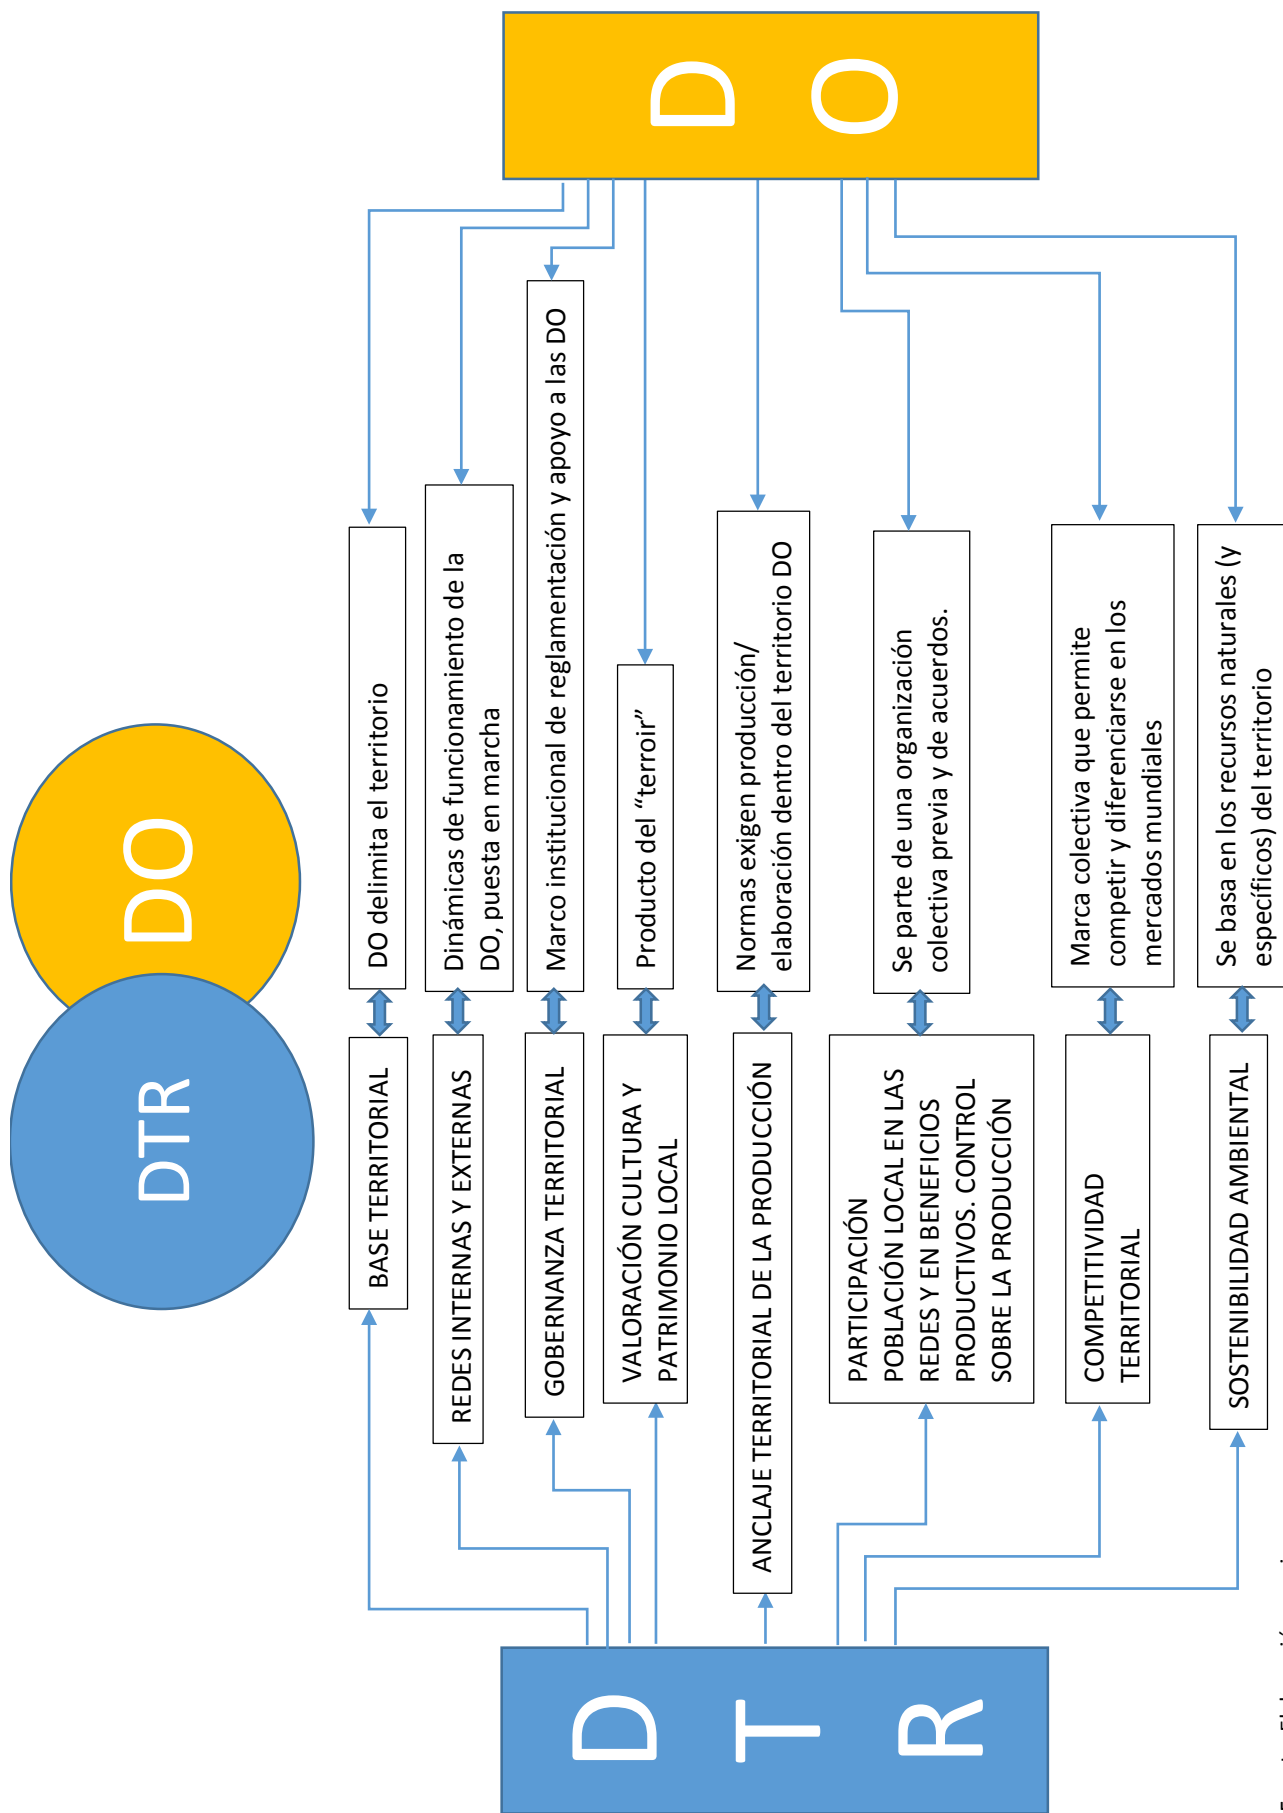 DTR
DO
D
T
R
BASE TERRITORIAL
DO delimita el territorio
REDES INTERNAS Y EXTERNAS
Dinámicas de funcionamiento de la
DO, puesta en marcha
GOBERNANZA TERRITORIAL
Marco institucional de reglamentación y apoyo a las DO
VALORACIÓN CULTURA Y
PATRIMONIO LOCAL
Producto del “terroir”
ANCLAJE TERRITORIAL DE LA PRODUCCIÓN
Normas exigen producción/
elaboración dentro del territorio DO
PARTICIPACIÓN
POBLACIÓN LOCAL EN LAS
REDES Y EN BENEFICIOS
PRODUCTIVOS. CONTROL
SOBRE LA PRODUCCIÓN
Se parte de una organización
colectiva previa y de acuerdos.
COMPETITIVIDAD
TERRITORIAL
Marca colectiva que permite
competir y diferenciarse en los
mercados mundiales
SOSTENIBILIDAD AMBIENTAL
Se basa en los recursos naturales (y
específicos) del territorio
D
O